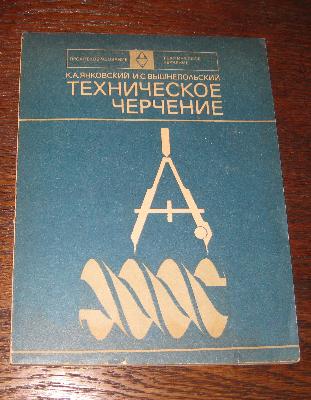 К.А.ЯНКОВСКИЙ И.С.ВЫШНЕПОЛЬСКИЙ
ТЕХНИЧЕСКОЕ
ЧЕРЧЕНИЕ